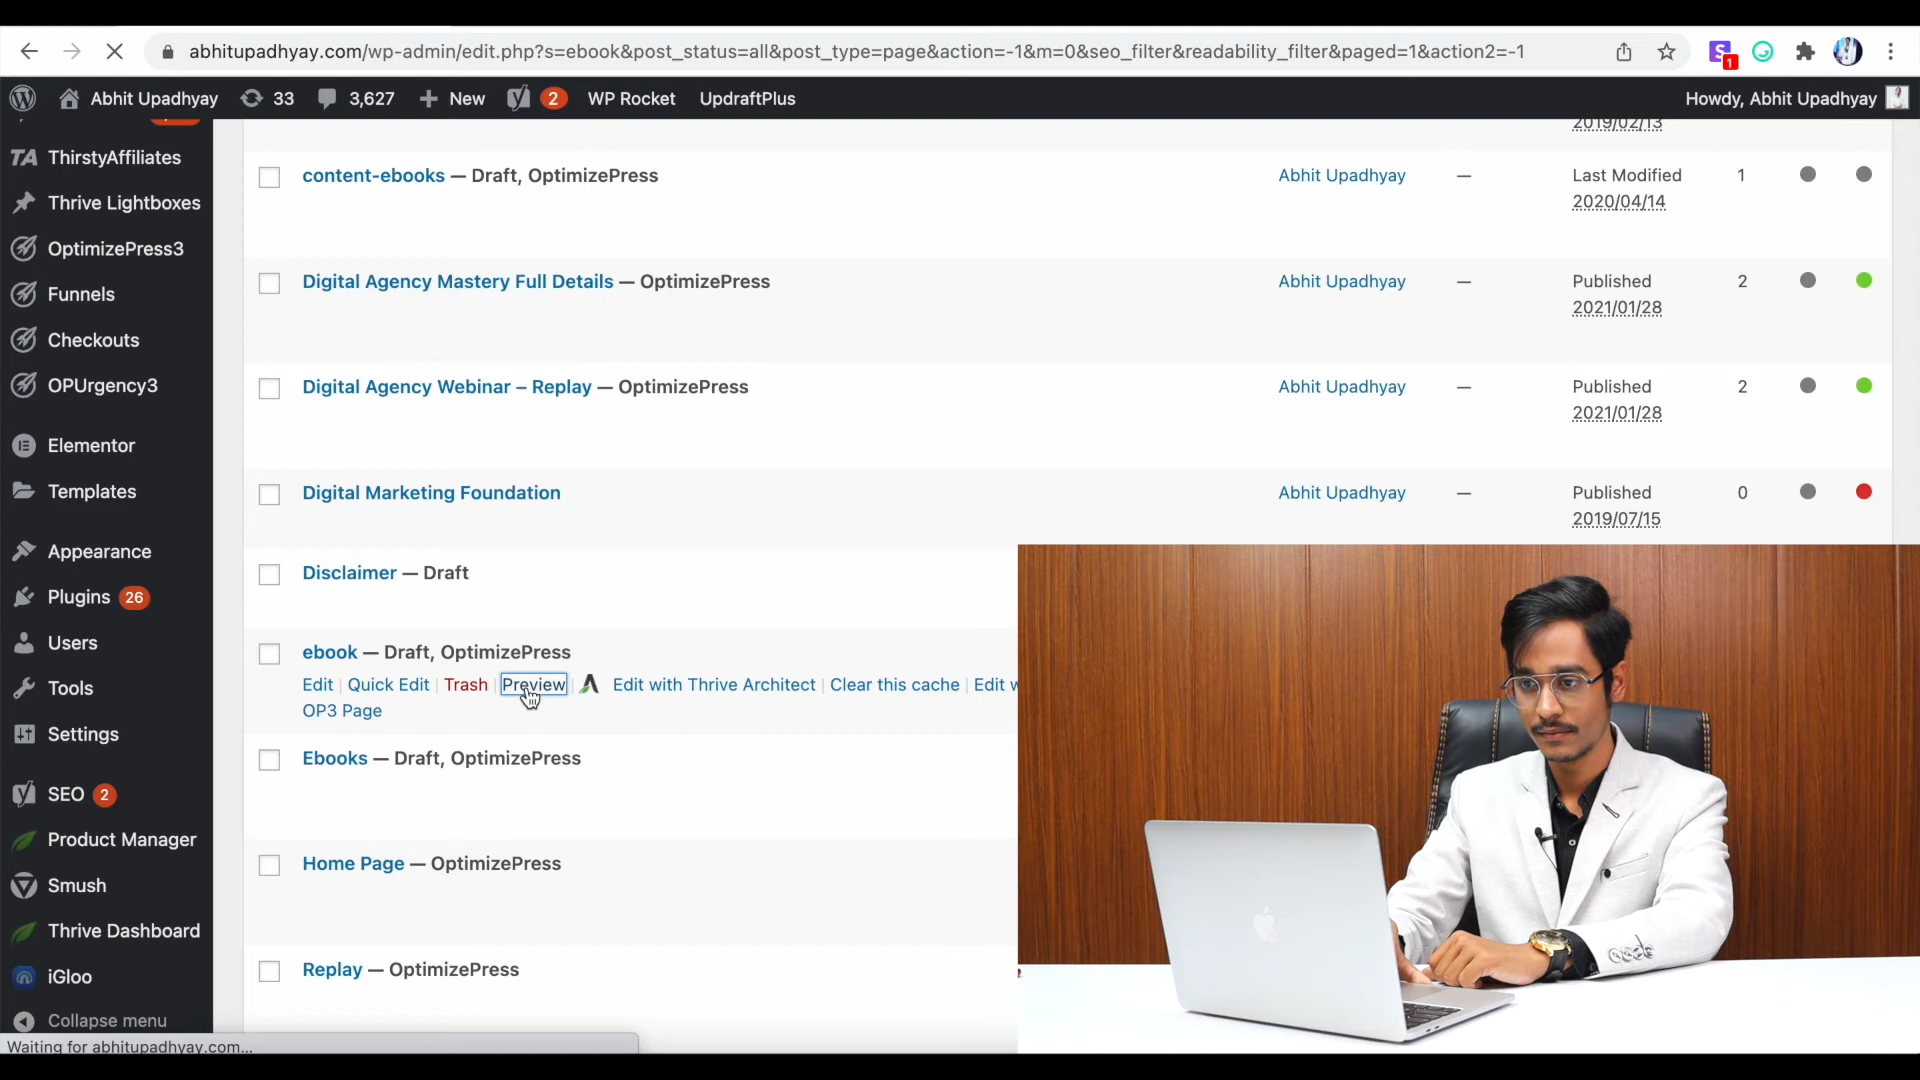 abhitupadhyay.com/wp-admin/edit.php?s=ebook&post_status=all&post_type=page&action=-1&m=0&seo_filter&readability_filter&paged=1&action2=-1
1
Abhit Upadhyay 33 3,627 New 2 WP Rocket UpdraftPlus Howdy, Abhit Upadhyay
ThirstyAffiliates
Thrive Lightboxes
OptimizePress3
Funnels
Checkouts
OPUrgency3
Elementor
Templates
Appearance
Plugins 26
Users
Tools
Settings
SEO 2
Product Manager
Smush
Thrive Dashboard
iGloo
Collapse menu
2019/02/13
content-ebooks — Draft, OptimizePress Abhit Upadhyay — Last Modified 1
2020/04/14
Digital Agency Mastery Full Details — OptimizePress Abhit Upadhyay — Published 2
2021/01/28
Digital Agency Webinar – Replay — OptimizePress Abhit Upadhyay — Published 2
2021/01/28
Digital Marketing Foundation Abhit Upadhyay — Published 0
2019/07/15
Disclaimer — Draft
ebook — Draft, OptimizePress
Edit | Quick Edit | Trash | Preview | Edit with Thrive Architect | Clear this cache | Edit w
OP3 Page
Ebooks — Draft, OptimizePress
Home Page — OptimizePress
Replay — OptimizePress
Waiting for abhitupadhyay.com...